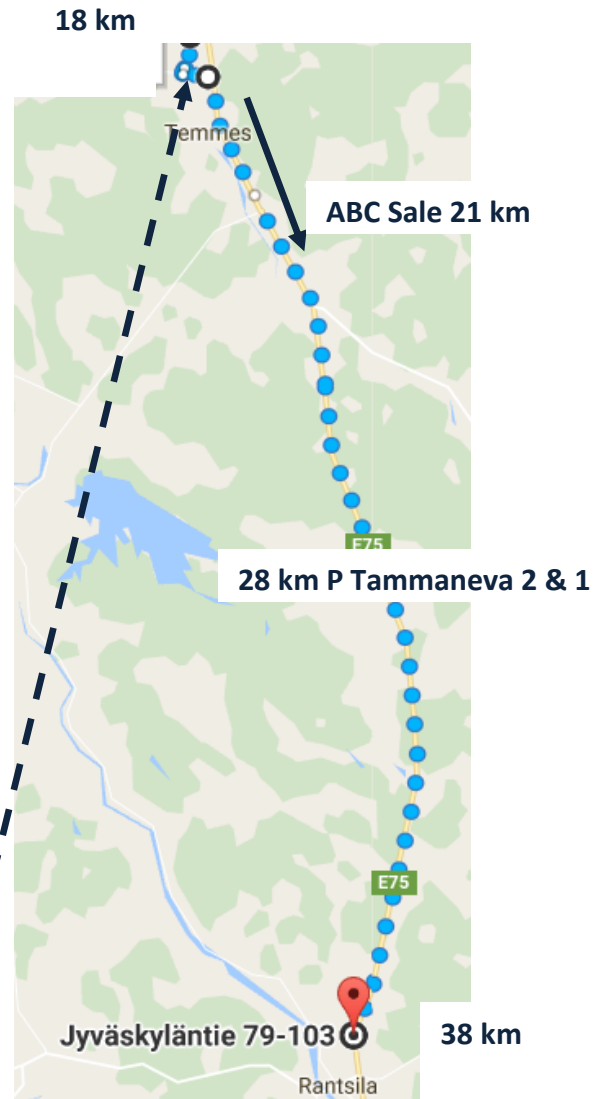 18 km
Temmes
ABC Sale 21 km
E75
28 km P Tammaneva 2 & 1
E75
Jyväskyläntie 79-103
38 km
Rantsila